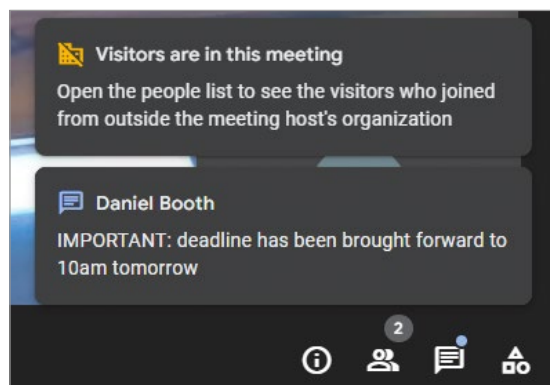 Visitors are in this meeting
Open the people list to see the visitors who joined
from outside the meeting host's organization
Daniel Booth
IMPORTANT: deadline has been brought forward to
10am tomorrow
2